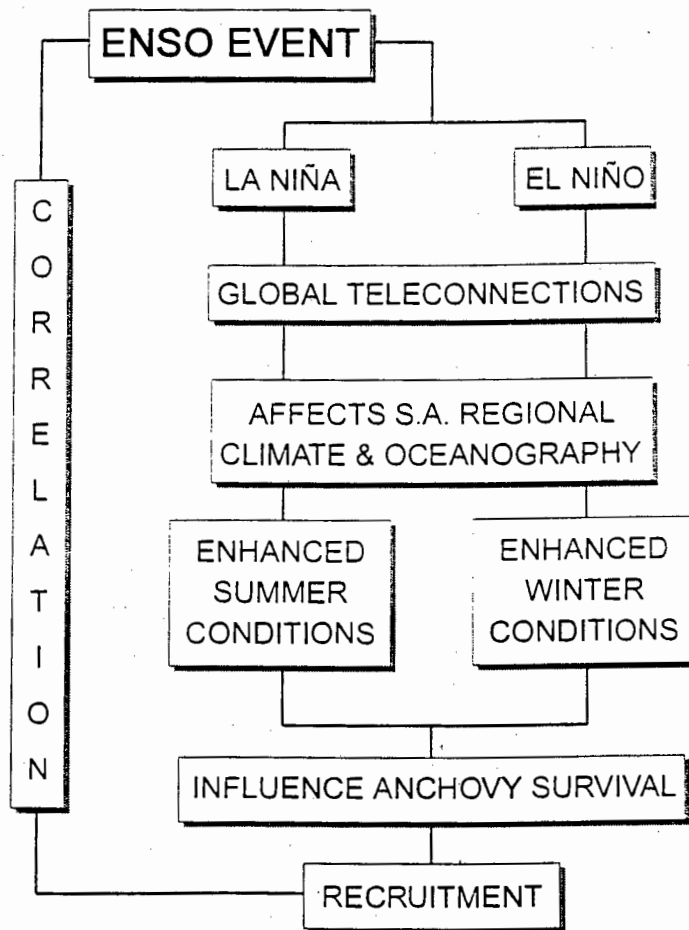 ENSO EVENT
LA NIÑA
EL NIÑO
GLOBAL TELECONNECTIONS
AFFECTS S.A. REGIONAL
CLIMATE & OCEANOGRAPHY
ENHANCED
SUMMER
CONDITIONS
ENHANCED
WINTER
CONDITIONS
INFLUENCE ANCHOVY SURVIVAL
RECRUITMENT
CORRELATION